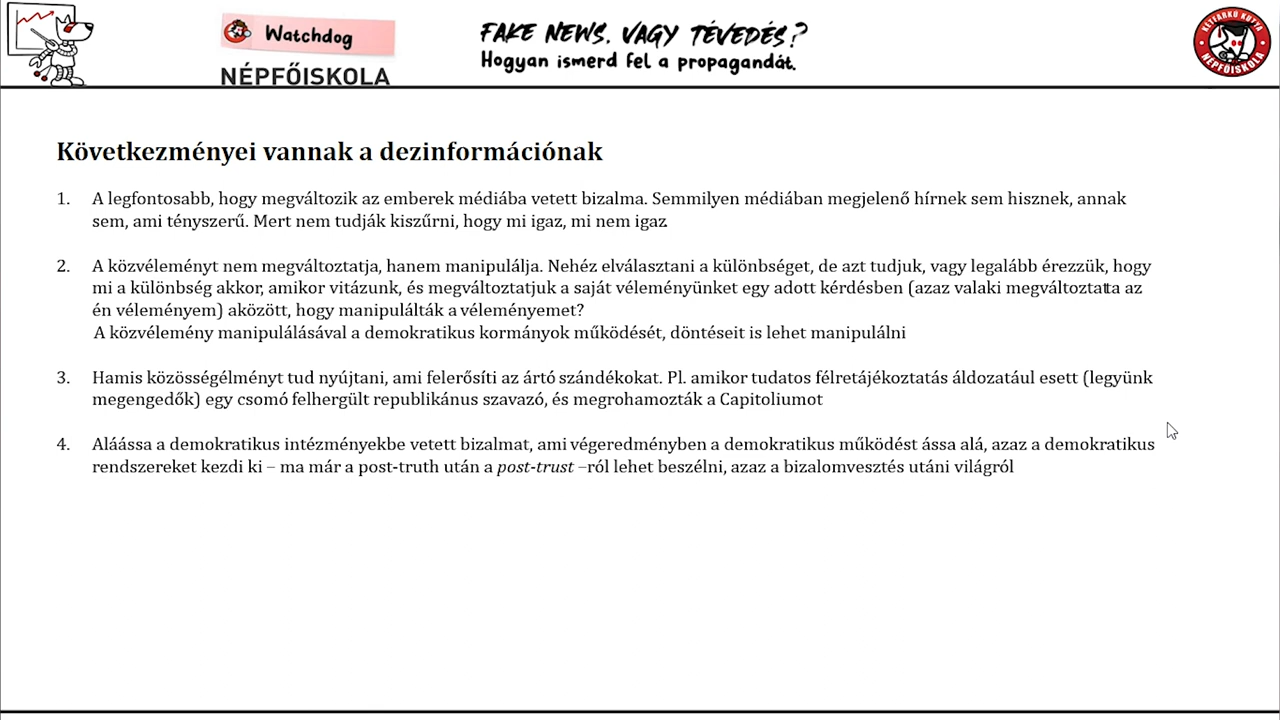 Watchdog
NÉPFŐISKOLA
FAKE NEWS, VAGY TÉVEDÉS?
Hogyan ismerd fel a propagandát.
KÉTFARKÚ KUTYA
NÉPFŐISKOLA
Következményei vannak a dezinformációnak
1. A legfontosabb, hogy megváltozik az emberek médiába vetett bizalma. Semmilyen médiában megjelenő hírnek sem hisznek, annak
sem, ami tényszerű. Mert nem tudják kiszűrni, hogy mi igaz, mi nem igaz.
2. A közvéleményt nem megváltoztatja, hanem manipulálja. Nehéz elválasztani a különbséget, de azt tudjuk, vagy legalább érezzük, hogy
mi a különbség akkor, amikor vitázunk, és megváltoztatjuk a saját véleményünket egy adott kérdésben (azaz valaki megváltoztatta az
én véleményem) aközött, hogy manipulálták a véleményemet?
A közvélemény manipulálásával a demokratikus kormányok működését, döntéseit is lehet manipulálni
3. Hamis közösségélményt tud nyújtani, ami felerősíti az ártó szándékokat. Pl. amikor tudatos félretájékoztatás áldozatául esett (legyünk
megengedők) egy csomó felhergült republikánus szavazó, és megrohamozták a Capitoliumot
4. Aláássa a demokratikus intézményekbe vetett bizalmat, ami végeredményben a demokratikus működést ássa alá, azaz a demokratikus
rendszereket kezdi ki – ma már a post-truth után a post-trust –ról lehet beszélni, azaz a bizalomvesztés utáni világról